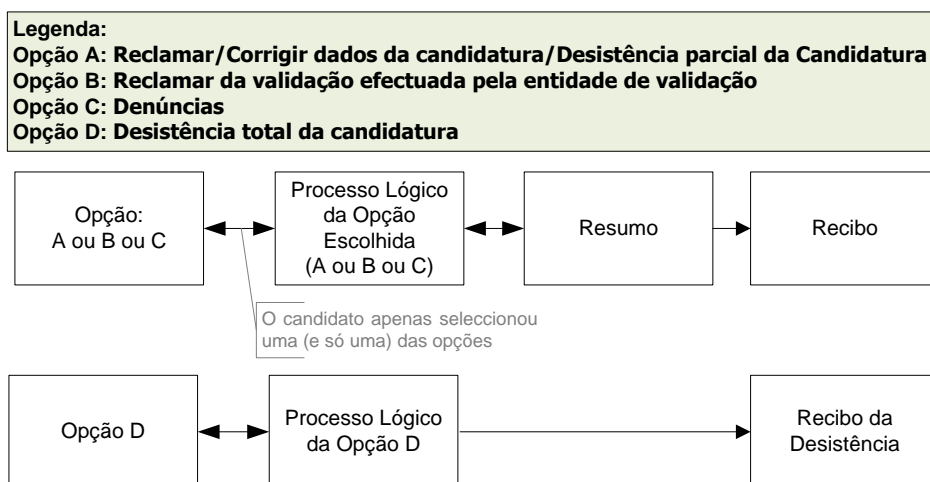 Legenda:
Opção A: Reclamar/Corrigir dados da candidatura/Desistência parcial da Candidatura
Opção B: Reclamar da validação efectuada pela entidade de validação
Opção C: Denúncias
Opção D: Desistência total da candidatura
Opção:
A ou B ou C
Processo Lógico
da Opção
Escolhida
(A ou B ou C)
Resumo
Recibo
O candidato apenas seleccionou
uma (e só uma) das opções
Opção D
Processo Lógico
da Opção D
Recibo da
Desistência